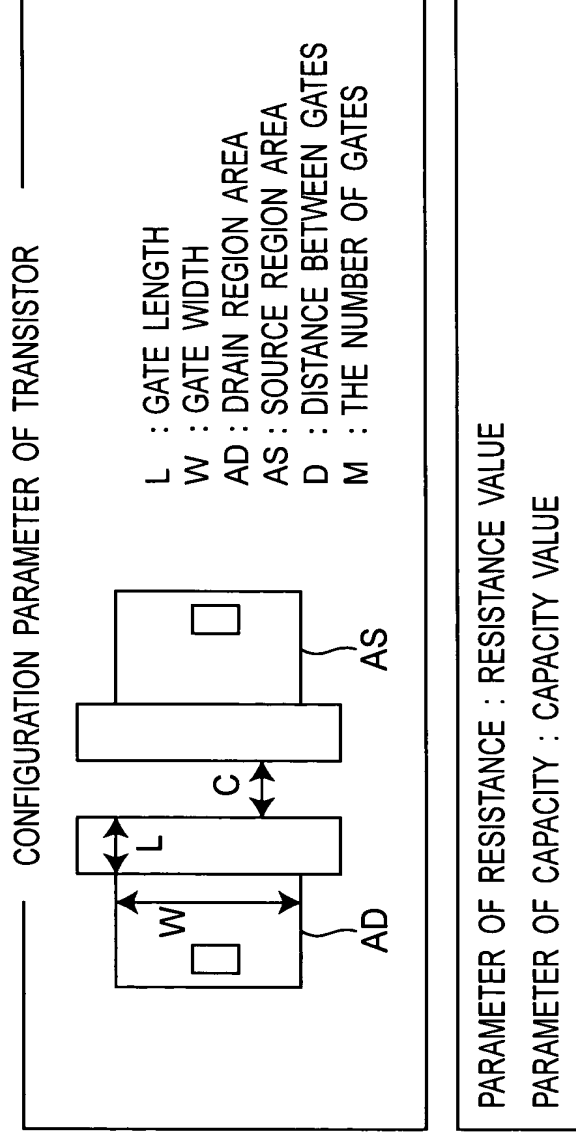 CONFIGURATION PARAMETER OF TRANSISTOR
W
L
C
AD
AS
L : GATE LENGTH
W : GATE WIDTH
AD : DRAIN REGION AREA
AS : SOURCE REGION AREA
D : DISTANCE BETWEEN GATES
M : THE NUMBER OF GATES
PARAMETER OF RESISTANCE : RESISTANCE VALUE
PARAMETER OF CAPACITY : CAPACITY VALUE